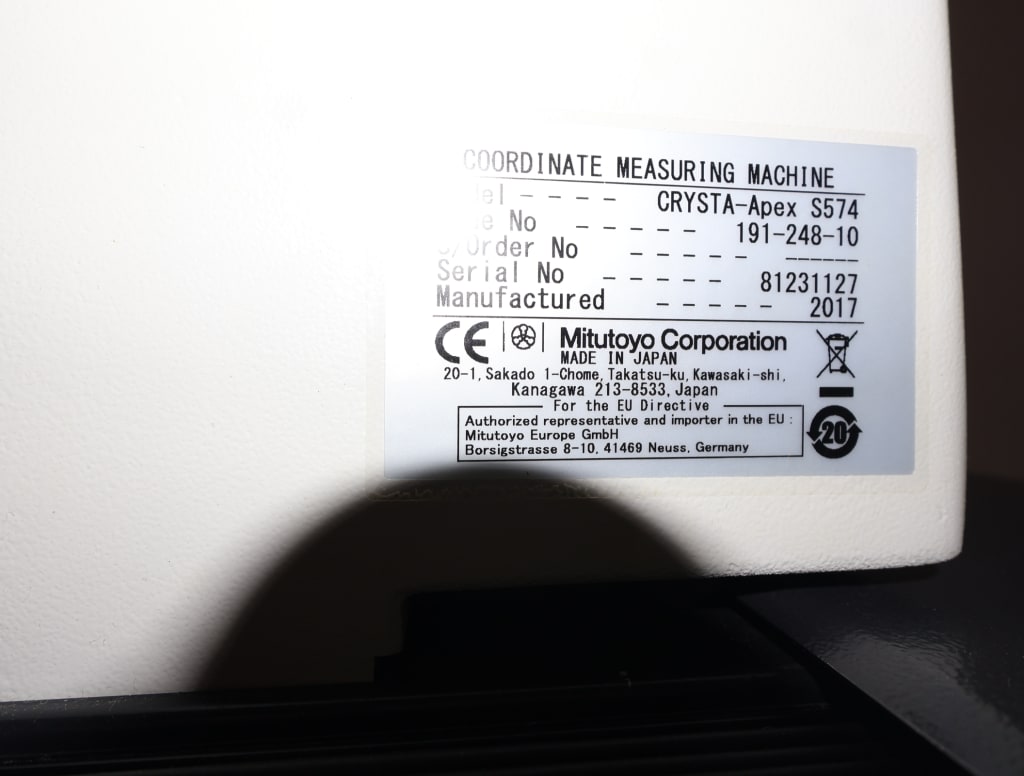 COORDINATE MEASURING MACHINE
- - - - CRYSTA-Apex S574
No - - - - - 191-248-10
Order No - - - - - ------
Serial No - - - - 81231127
Manufactured - - - - - 2017
CE Mitutoyo Corporation
MADE IN JAPAN
20-1, Sakado 1-Chome, Takatsu-ku, Kawasaki-shi,
Kanagawa 213-8533, Japan
For the EU Directive
Authorized representative and importer in the EU :
Mitutoyo Europe GmbH
Borsigstrasse 8-10, 41469 Neuss, Germany
20